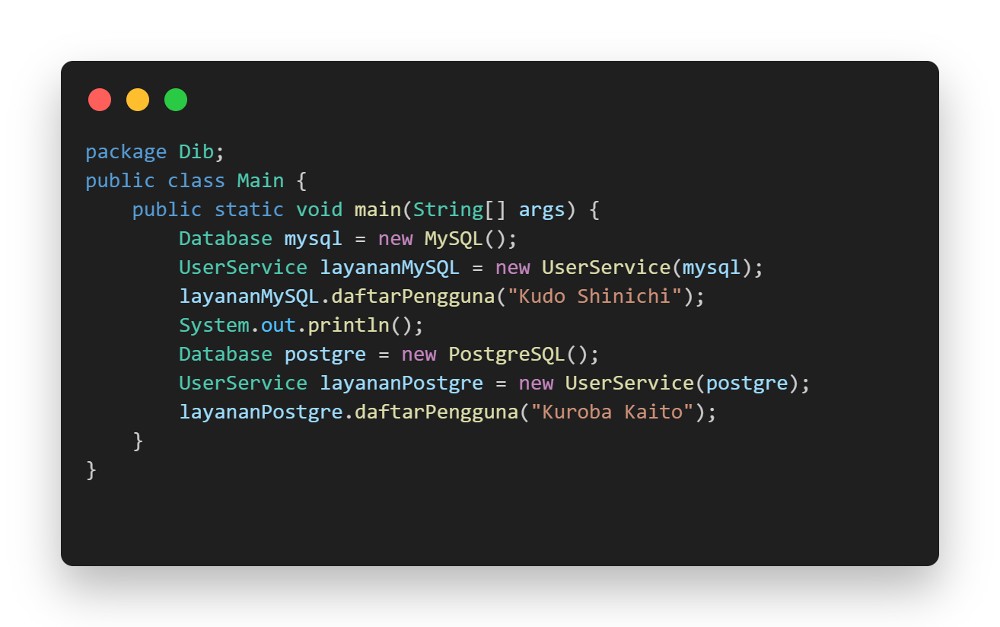 package Dib;
public class Main {
    public static void main(String[] args) {
        Database mysql = new MySQL();
        UserService layananMySQL = new UserService(mysql);
        layananMySQL.daftarPengguna("Kudo Shinichi");
        System.out.println();
        Database postgre = new PostgreSQL();
        UserService layananPostgre = new UserService(postgre);
        layananPostgre.daftarPengguna("Kuroba Kaito");
    }
}